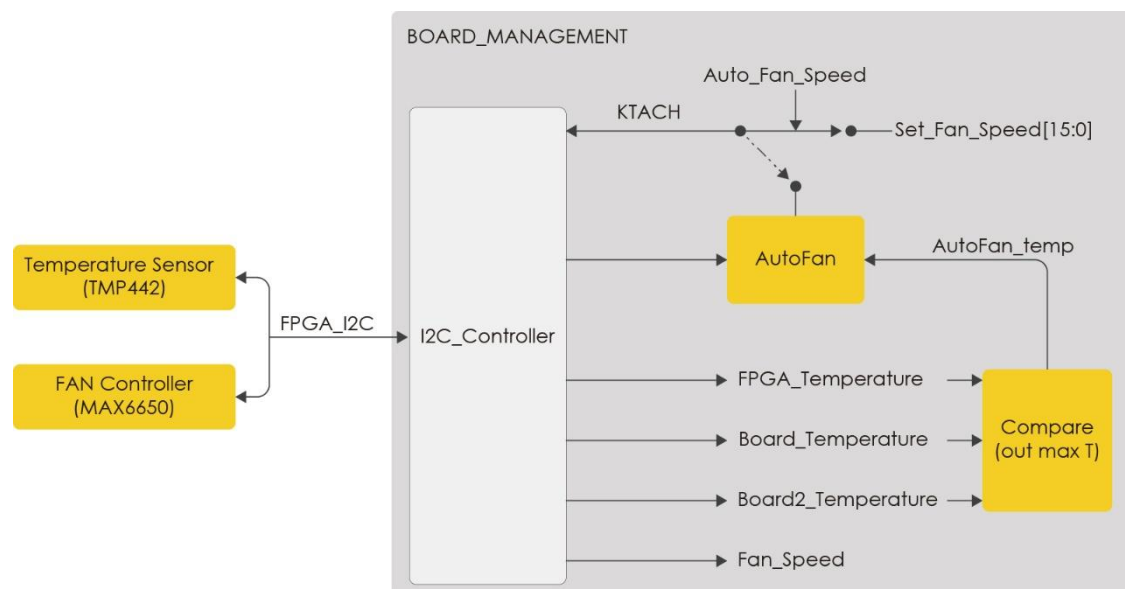 BOARD_MANAGEMENT
Auto_Fan_Speed
KTACH
Set_Fan_Speed[15:0]
AutoFan_temp
AutoFan
Temperature Sensor
(TMP442)
FPGA_I2C
I2C_Controller
FAN Controller
(MAX6650)
FPGA_Temperature
Board_Temperature
Compare
(out max T)
Board2_Temperature
Fan_Speed